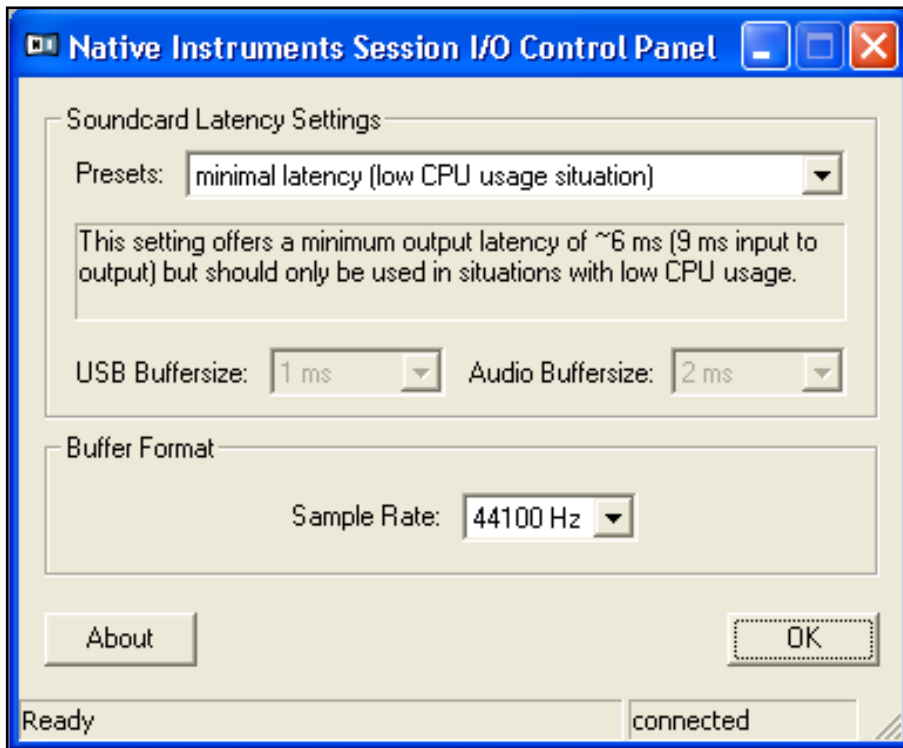 Native Instruments Session I/O Control Panel
Soundcard Latency Settings
Presets: minimal latency (low CPU usage situation)
This setting offers a minimum output latency of ~6 ms (9 ms input to
output) but should only be used in situations with low CPU usage.
USB Buffersize: 1 ms Audio Buffersize: 2 ms
Buffer Format
Sample Rate: 44100 Hz
About OK
Ready connected